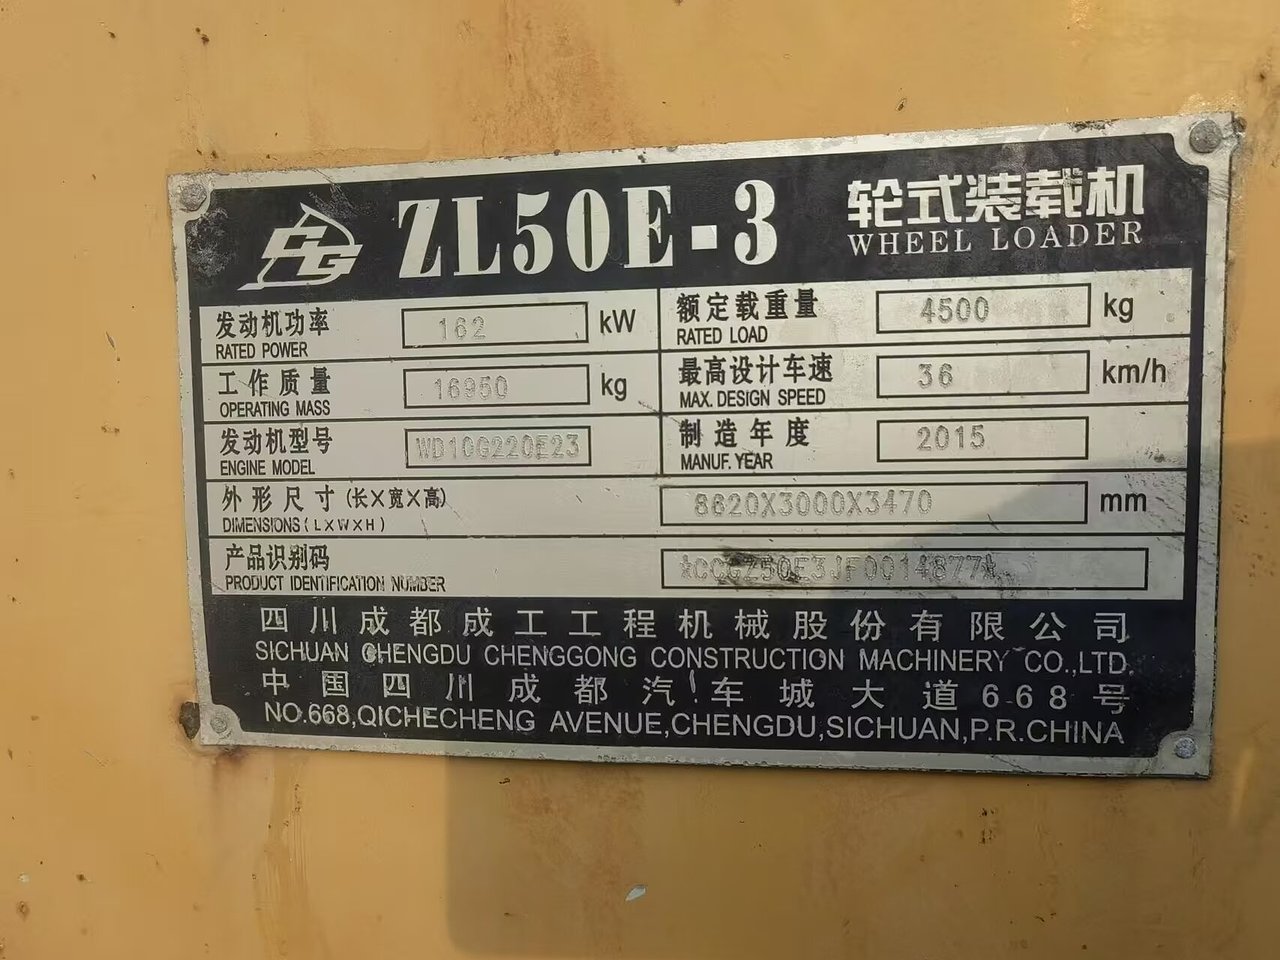 CG ZL50E-3 轮式装载机
WHEEL LOADER
发动机功率 162 kW 额定载重量 4500 kg
RATED POWER RATED LOAD
工作质量 16950 kg 最高设计车速 36 km/h
OPERATING MASS MAX. DESIGN SPEED
发动机型号 WD10G220E23 制造年度 2015
ENGINE MODEL MANUF. YEAR
外形尺寸(长×宽×高) 8620X3000X3470 mm
DIMENSIONS(L×W×H)
产品识别码 *CCGZ50E3JF0014877*
PRODUCT IDENTIFICATION NUMBER
四川成都成工工程机械股份有限公司
SICHUAN CHENGDU CHENGGONG CONSTRUCTION MACHINERY CO.,LTD.
中国四川成都汽车城大道668号
NO.668,QICHECHENG AVENUE,CHENGDU,SICHUAN,P.R.CHINA